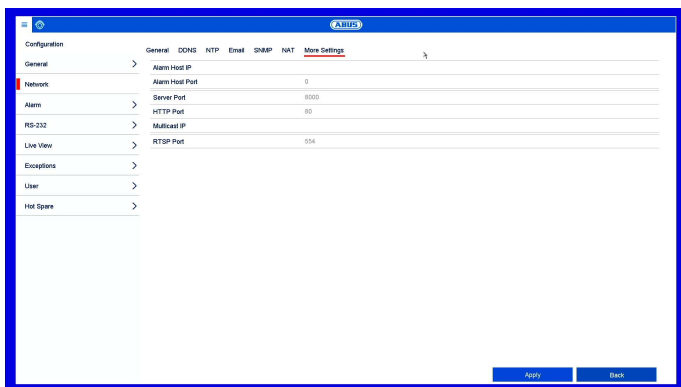 ABUS
Configuration
General DDNS NTP Email SNMP NAT More Settings
General
Network
Alarm
RS-232
Live View
Exceptions
User
Hot Spare
Alarm Host IP
Alarm Host Port 0
Server Port 8000
HTTP Port 80
Multicast IP
RTSP Port 554
Apply Back